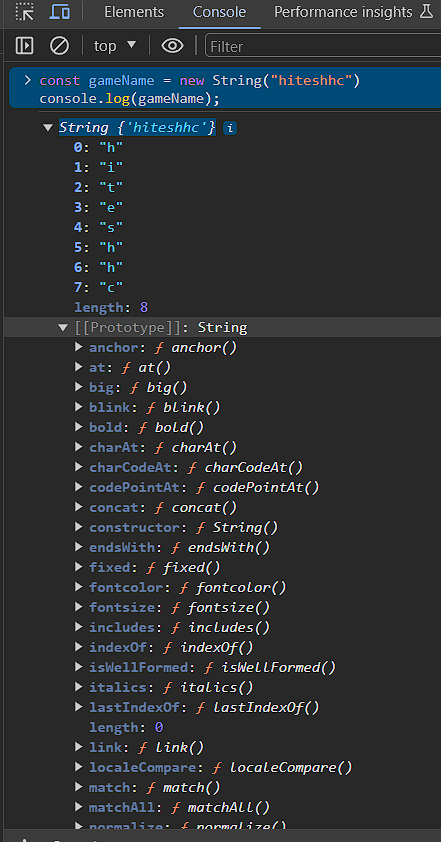 Elements Console Performance insights
top Filter
const gameName = new String("hiteshhc")
console.log(gameName);
String {'hiteshhc'} i
0: "h"
1: "i"
2: "t"
3: "e"
4: "s"
5: "h"
6: "h"
7: "c"
length: 8
[[Prototype]]: String
anchor: ƒ anchor()
at: ƒ at()
big: ƒ big()
blink: ƒ blink()
bold: ƒ bold()
charAt: ƒ charAt()
charCodeAt: ƒ charCodeAt()
codePointAt: ƒ codePointAt()
concat: ƒ concat()
constructor: ƒ String()
endsWith: ƒ endsWith()
fixed: ƒ fixed()
fontcolor: ƒ fontcolor()
fontsize: ƒ fontsize()
includes: ƒ includes()
indexOf: ƒ indexOf()
isWellFormed: ƒ isWellFormed()
italics: ƒ italics()
lastIndexOf: ƒ lastIndexOf()
length: 0
link: ƒ link()
localeCompare: ƒ localeCompare()
match: ƒ match()
matchAll: ƒ matchAll()
normalize: ƒ normalize()